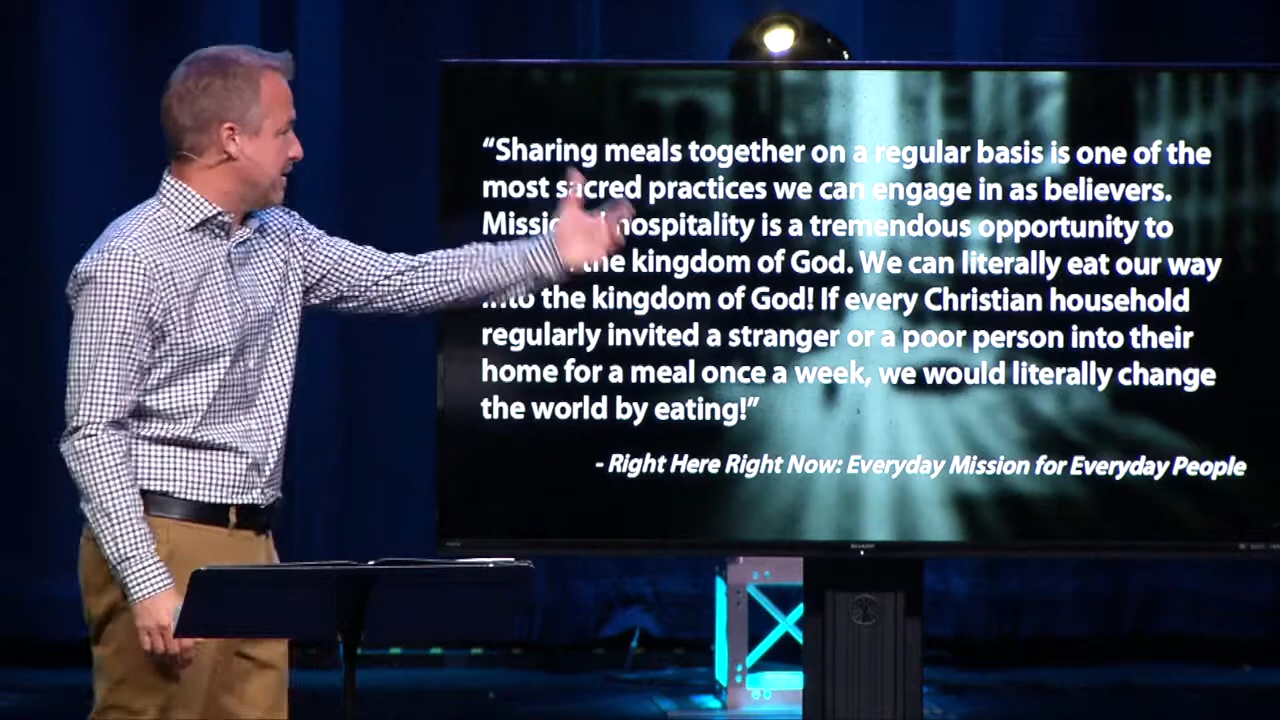 “Sharing meals together on a regular basis is one of the
most sacred practices we can engage in as believers.
hospitality is a tremendous opportunity to
the kingdom of God. We can literally eat our way
the kingdom of God! If every Christian household
regularly invited a stranger or a poor person into their
home for a meal once a week, we would literally change
the world by eating!”
- Right Here Right Now: Everyday Mission for Everyday People
SHARP